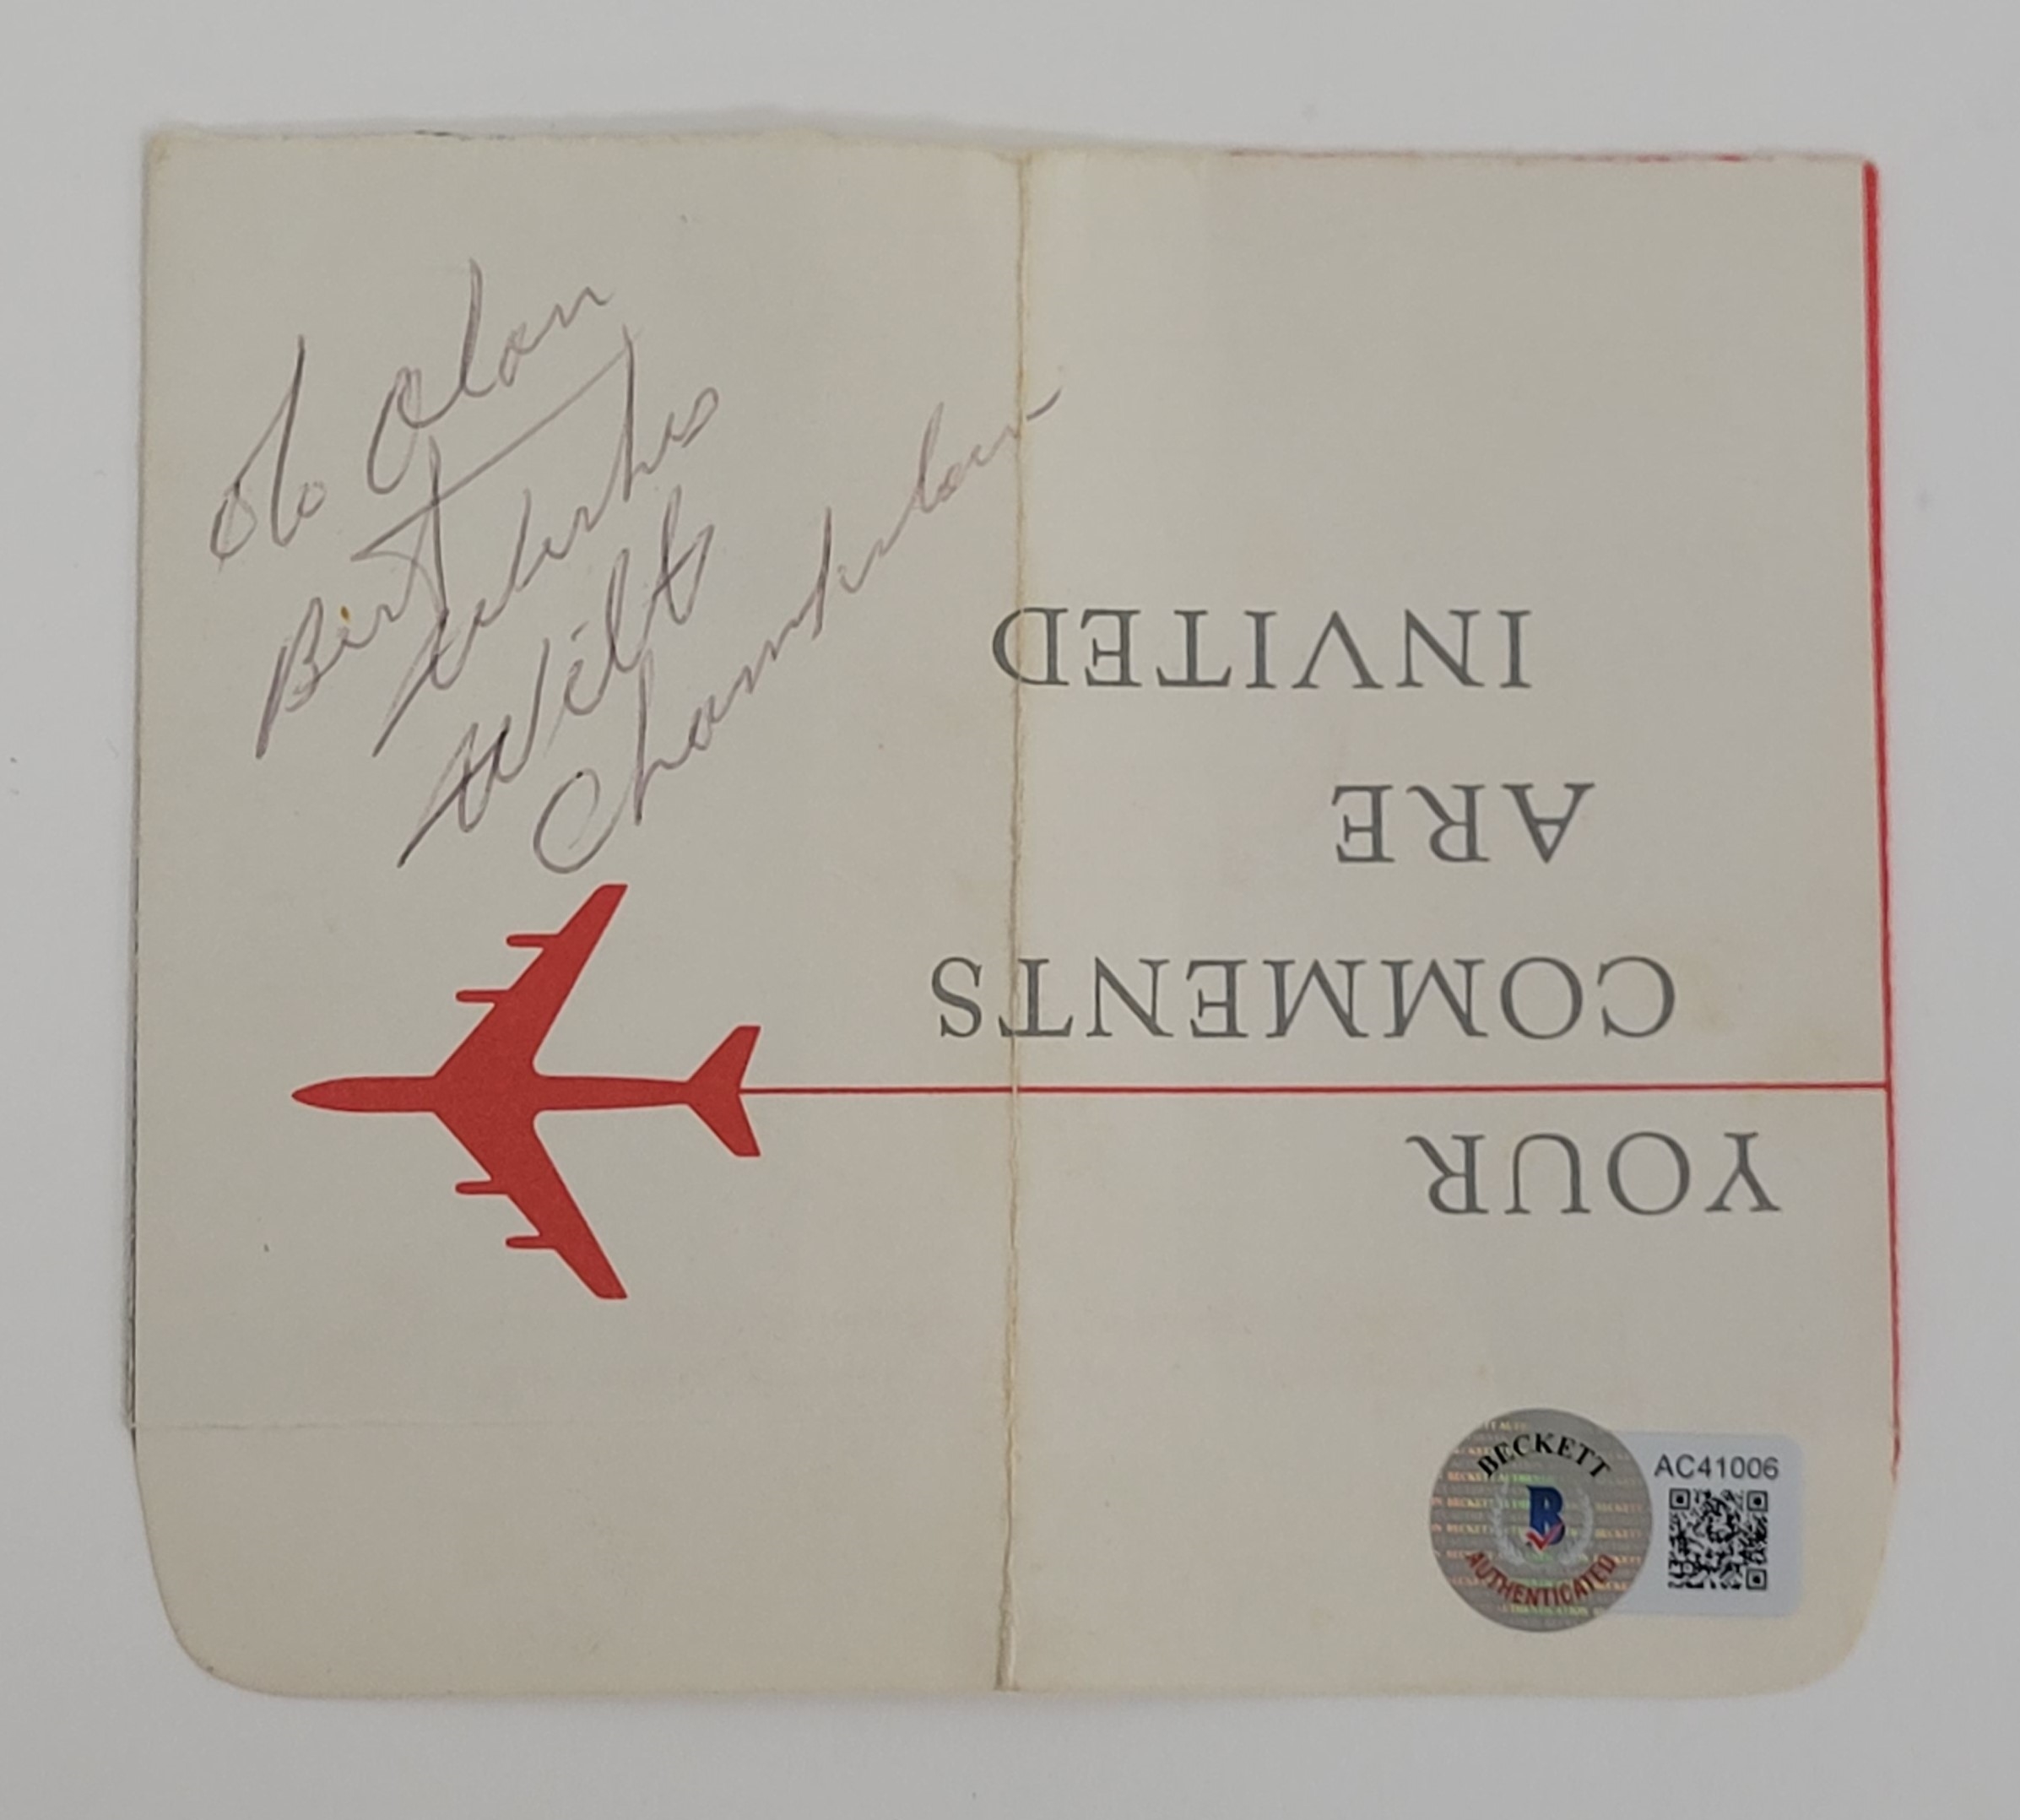 To Alan
Best
Wishes
Wilt
Chamberlain
YOUR
COMMENTS
ARE
INVITED
BECKETT
AUTHENTICATED
AC41006